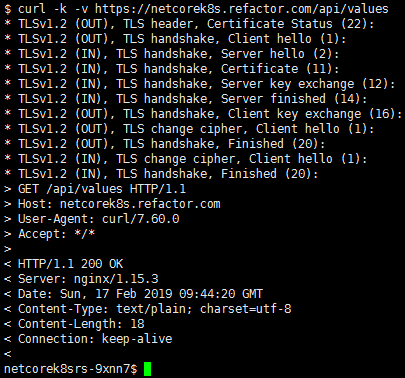 $ curl -k -v https://netcorek8s.refactor.com/api/values
* TLSv1.2 (OUT), TLS header, Certificate Status (22):
* TLSv1.2 (OUT), TLS handshake, Client hello (1):
* TLSv1.2 (IN), TLS handshake, Server hello (2):
* TLSv1.2 (IN), TLS handshake, Certificate (11):
* TLSv1.2 (IN), TLS handshake, Server key exchange (12):
* TLSv1.2 (IN), TLS handshake, Server finished (14):
* TLSv1.2 (OUT), TLS handshake, Client key exchange (16):
* TLSv1.2 (OUT), TLS change cipher, Client hello (1):
* TLSv1.2 (OUT), TLS handshake, Finished (20):
* TLSv1.2 (IN), TLS change cipher, Client hello (1):
* TLSv1.2 (IN), TLS handshake, Finished (20):
> GET /api/values HTTP/1.1
> Host: netcorek8s.refactor.com
> User-Agent: curl/7.60.0
> Accept: */*
>
< HTTP/1.1 200 OK
< Server: nginx/1.15.3
< Date: Sun, 17 Feb 2019 09:44:20 GMT
< Content-Type: text/plain; charset=utf-8
< Content-Length: 18
< Connection: keep-alive
<
netcorek8srs-9xnn7$